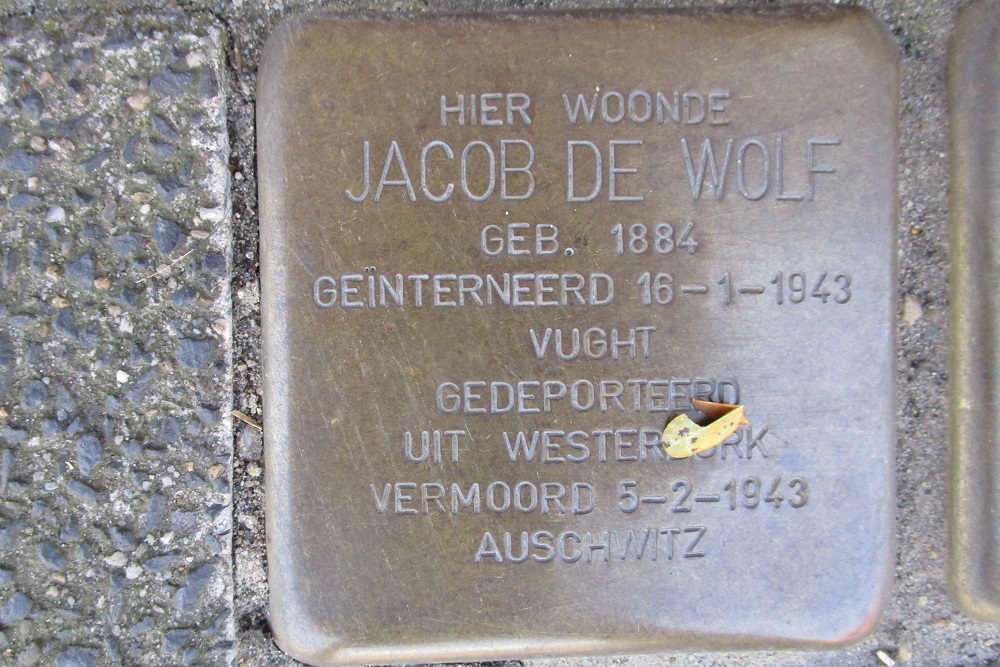 HIER WOONDE
JACOB DE WOLF
GEB. 1884
GEÏNTERNEERD 16-1-1943
VUGHT
GEDEPORTEERD
UIT WESTERBORK
VERMOORD 5-2-1943
AUSCHWITZ